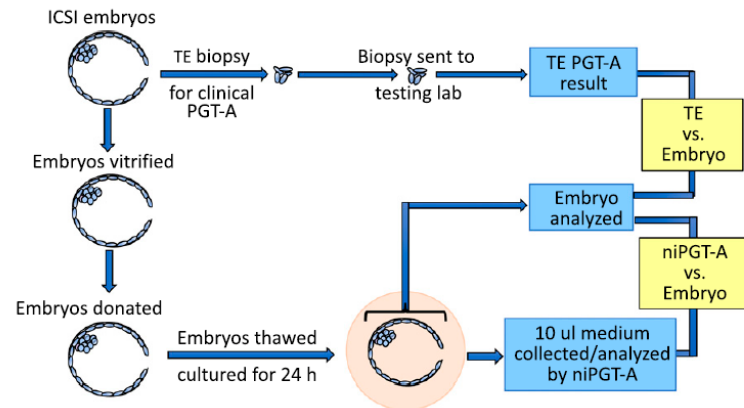 ICSI embryos
TE biopsy
for clinical
PGT-A
Biopsy sent to
testing lab
TE PGT-A
result
TE
vs.
Embryo
Embryos vitrified
Embryo
analyzed
niPGT-A
vs.
Embryo
Embryos donated
Embryos thawed
cultured for 24 h
10 ul medium
collected/analyzed
by niPGT-A